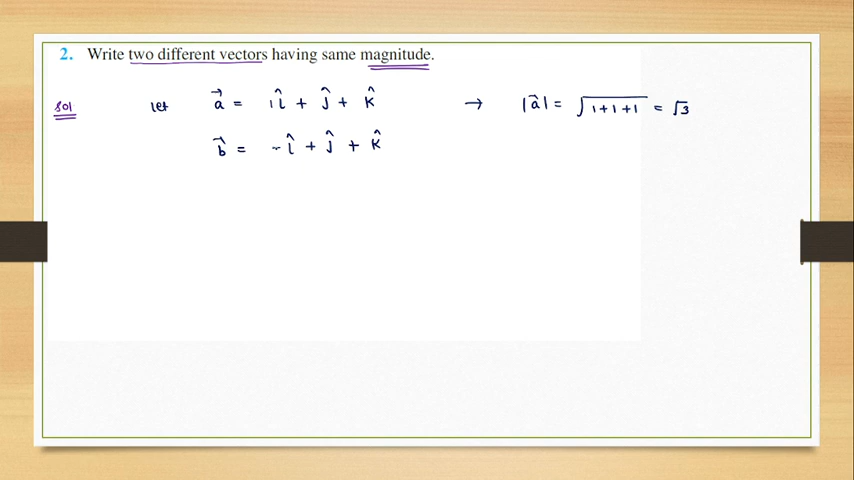 2. Write two different vectors having same magnitude.
Sol Let a⃗ = 1î + ĵ + k̂ → |a⃗| = √1+1+1 = √3
b⃗ = -î + ĵ + k̂